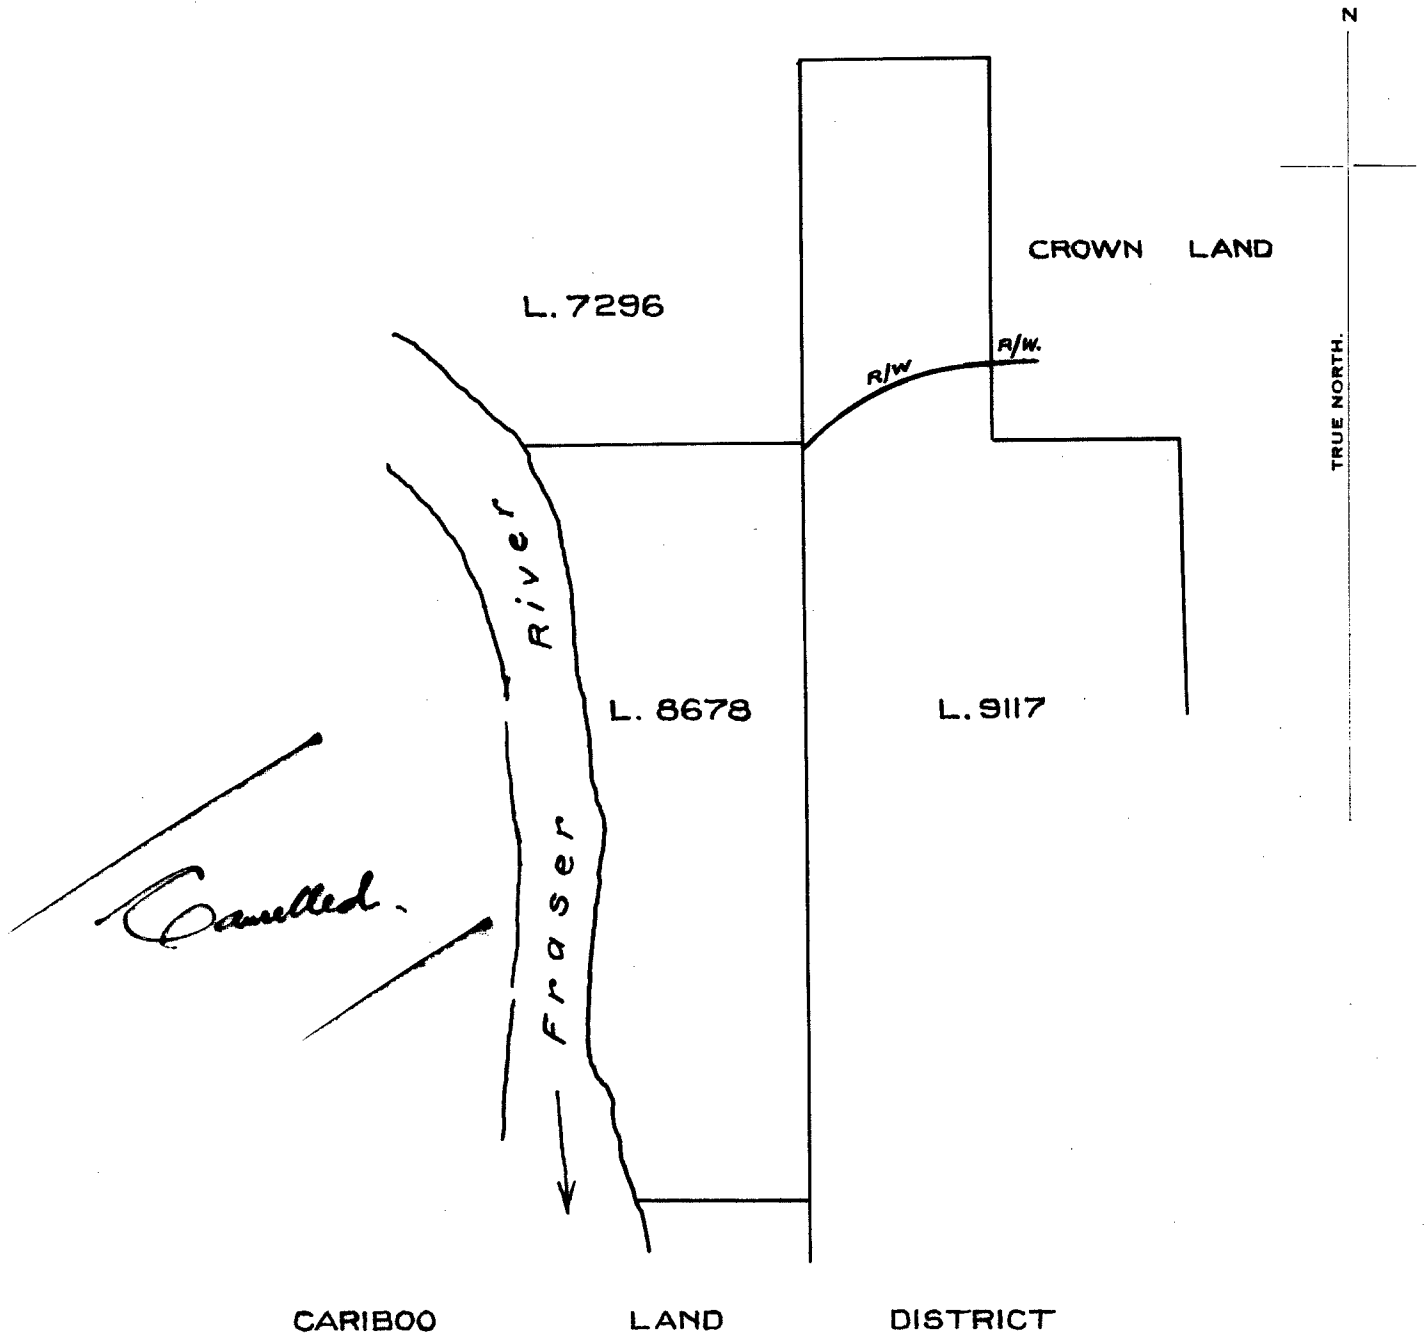 N
CROWN LAND
L. 7296
R/W
R/W.
TRUE NORTH.
River
L. 8678
L. 9117
Fraser
Cancelled.
CARIBOO LAND DISTRICT